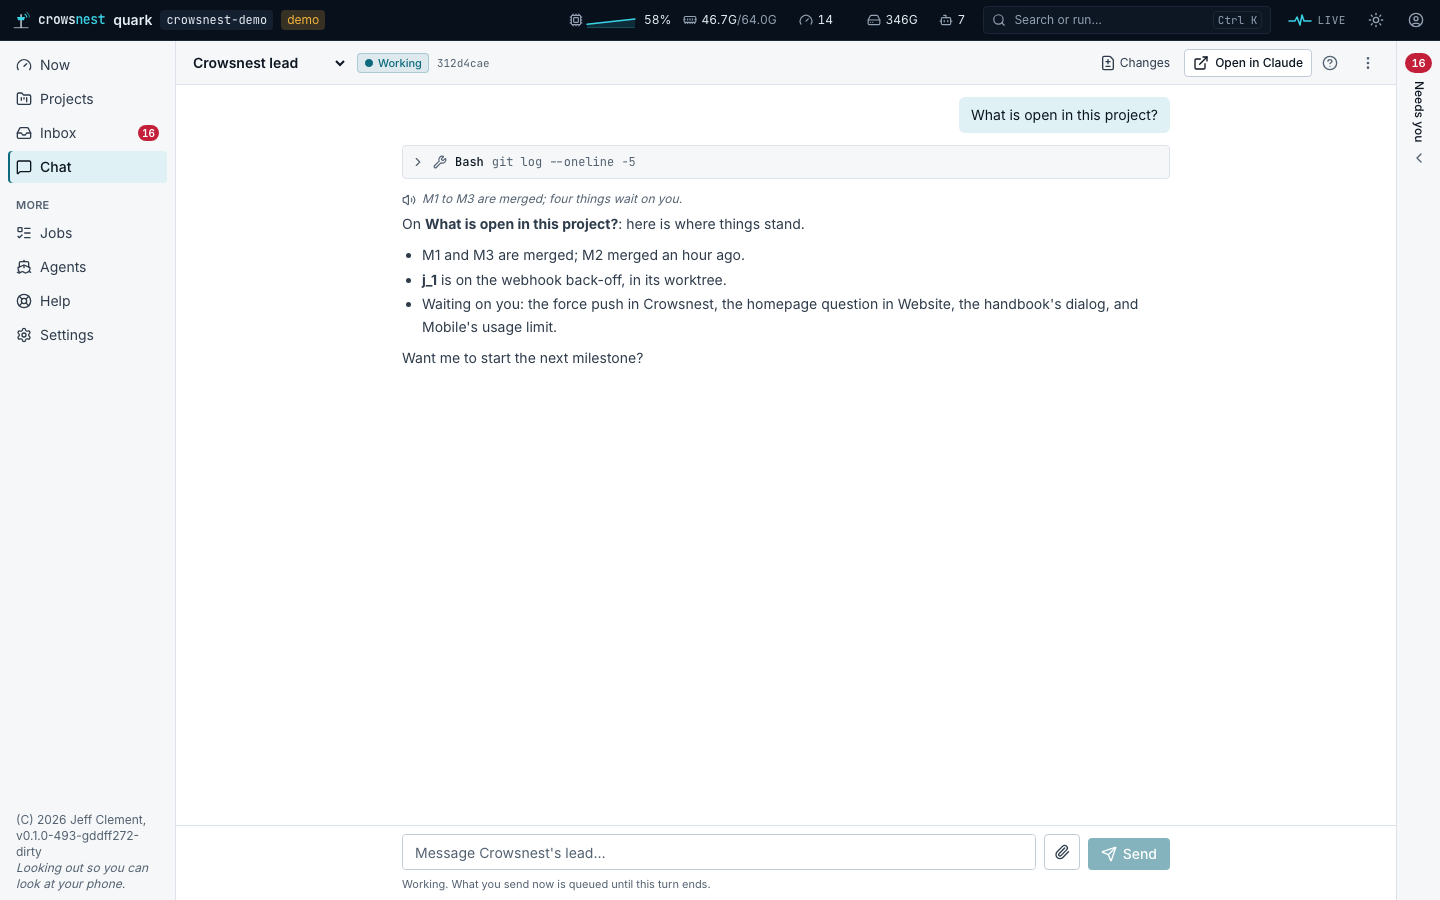 crowsnest quark crowsnest-demo demo 58% 46.7G/64.0G 14 346G 7 Search or run... Ctrl K LIVE
Now
Projects
Inbox 16
Chat
MORE
Jobs
Agents
Help
Settings
(C) 2026 Jeff Clement,
v0.1.0-493-gddff272-
dirty
Looking out so you can
look at your phone.
Crowsnest lead Working 312d4cae Changes Open in Claude
What is open in this project?
Bash git log --oneline -5
M1 to M3 are merged; four things wait on you.
On What is open in this project?: here is where things stand.
• M1 and M3 are merged; M2 merged an hour ago.
• j_1 is on the webhook back-off, in its worktree.
• Waiting on you: the force push in Crowsnest, the homepage question in Website, the handbook's dialog, and
Mobile's usage limit.
Want me to start the next milestone?
Message Crowsnest's lead...
Send
Working. What you send now is queued until this turn ends.
16
Needs you